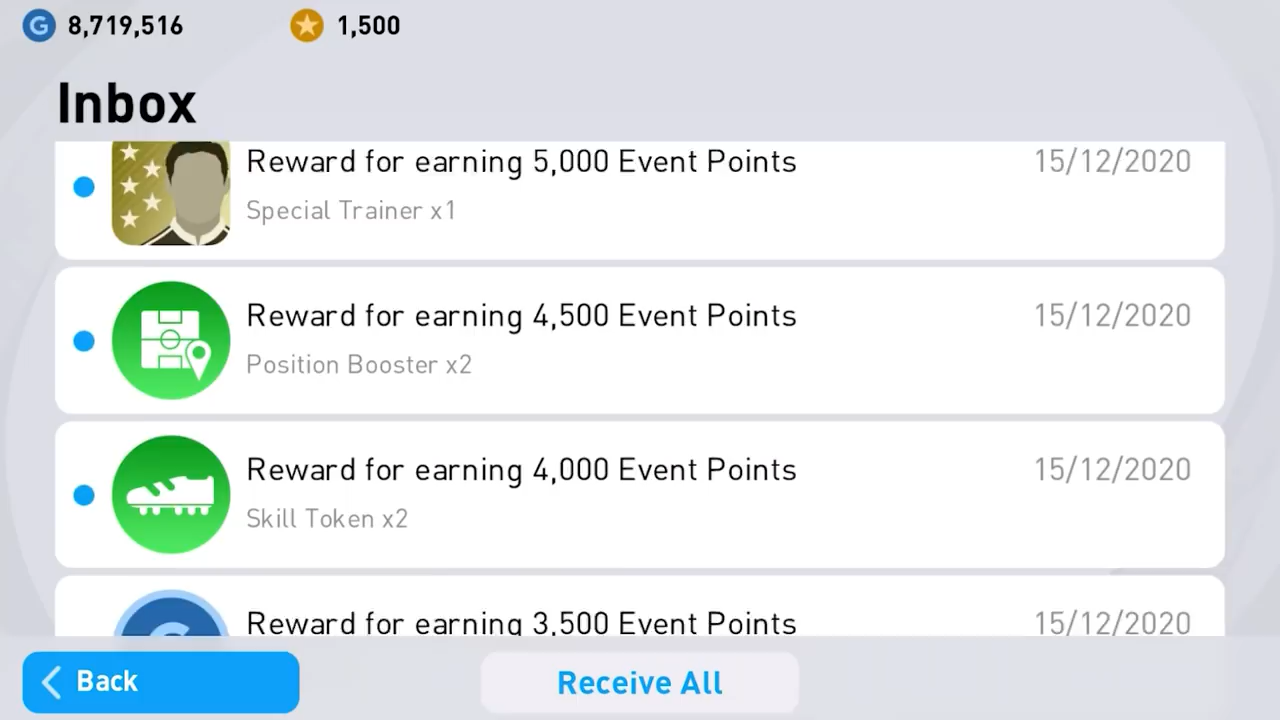 G 8,719,516 1,500
Inbox
Reward for earning 5,000 Event Points 15/12/2020
Special Trainer x1
Reward for earning 4,500 Event Points 15/12/2020
Position Booster x2
Reward for earning 4,000 Event Points 15/12/2020
Skill Token x2
Reward for earning 3,500 Event Points 15/12/2020
Back Receive All